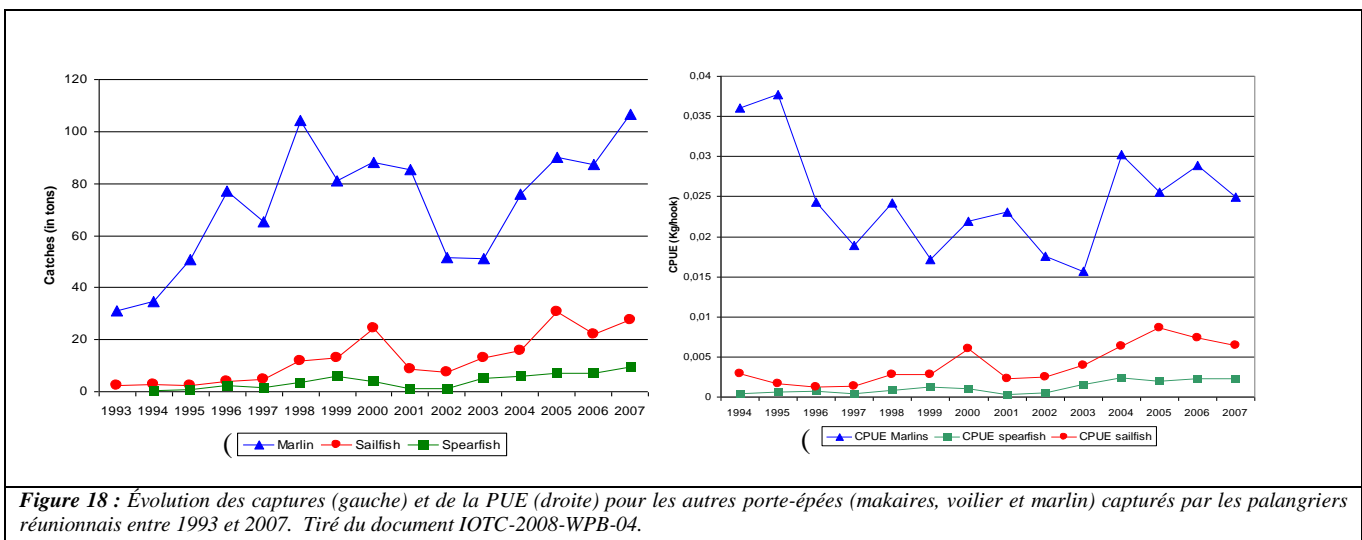 120
100
80
60
40
20
0
Catches (in tons)
1993 1994 1995 1996 1997 1998 1999 2000 2001 2002 2003 2004 2005 2006 2007
( Marlin Sailfish Spearfish
0,04
0,035
0,03
0,025
0,02
0,015
0,01
0,005
0
CPUE (Kg/hook)
1994 1995 1996 1997 1998 1999 2000 2001 2002 2003 2004 2005 2006 2007
( CPUE Marlins CPUE spearfish CPUE sailfish
Figure 18 : Évolution des captures (gauche) et de la PUE (droite) pour les autres porte-épées (makaires, voilier et marlin) capturés par les palangriers
réunionnais entre 1993 et 2007. Tiré du document IOTC-2008-WPB-04.